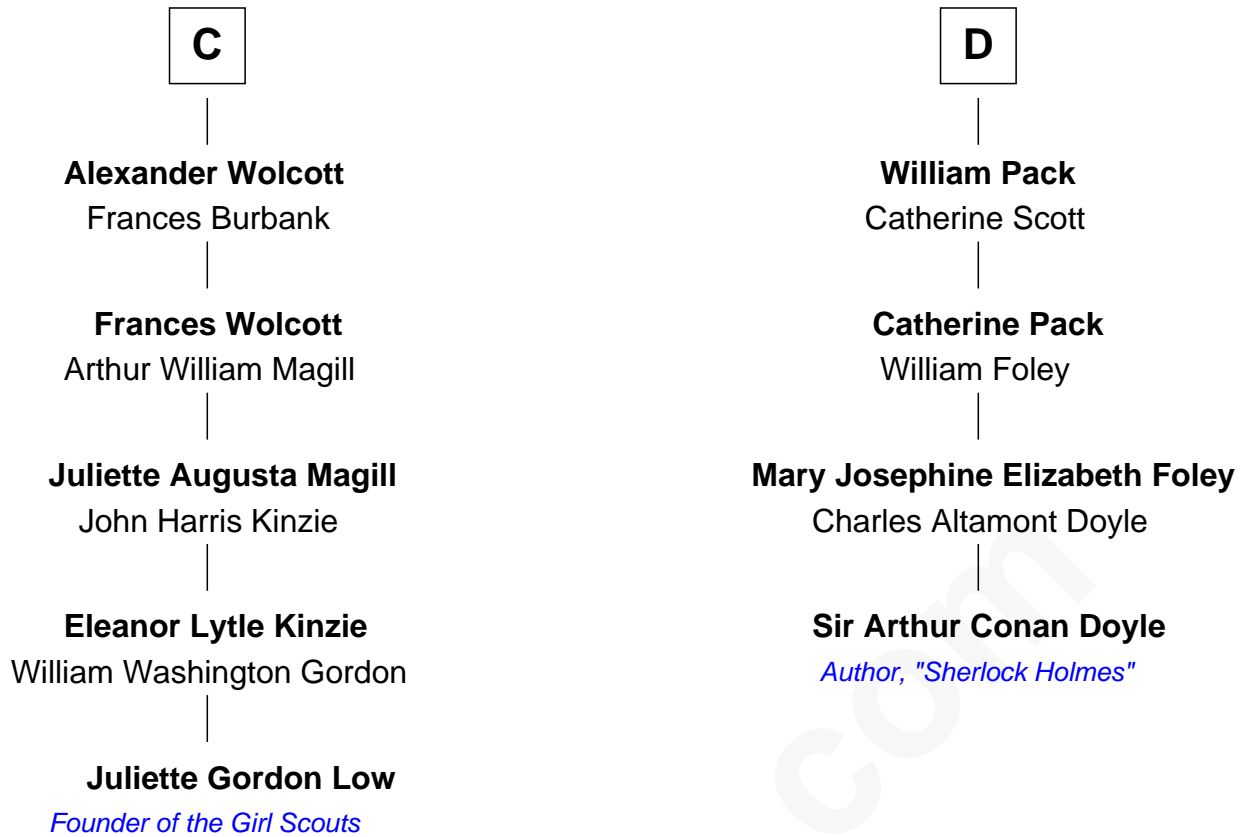 C
Alexander Wolcott
Frances Burbank
Frances Wolcott
Arthur William Magill
Juliette Augusta Magill
John Harris Kinzie
Eleanor Lytle Kinzie
William Washington Gordon
Juliette Gordon Low
Founder of the Girl Scouts
D
William Pack
Catherine Scott
Catherine Pack
William Foley
Mary Josephine Elizabeth Foley
Charles Altamont Doyle
Sir Arthur Conan Doyle
Author, "Sherlock Holmes"
com